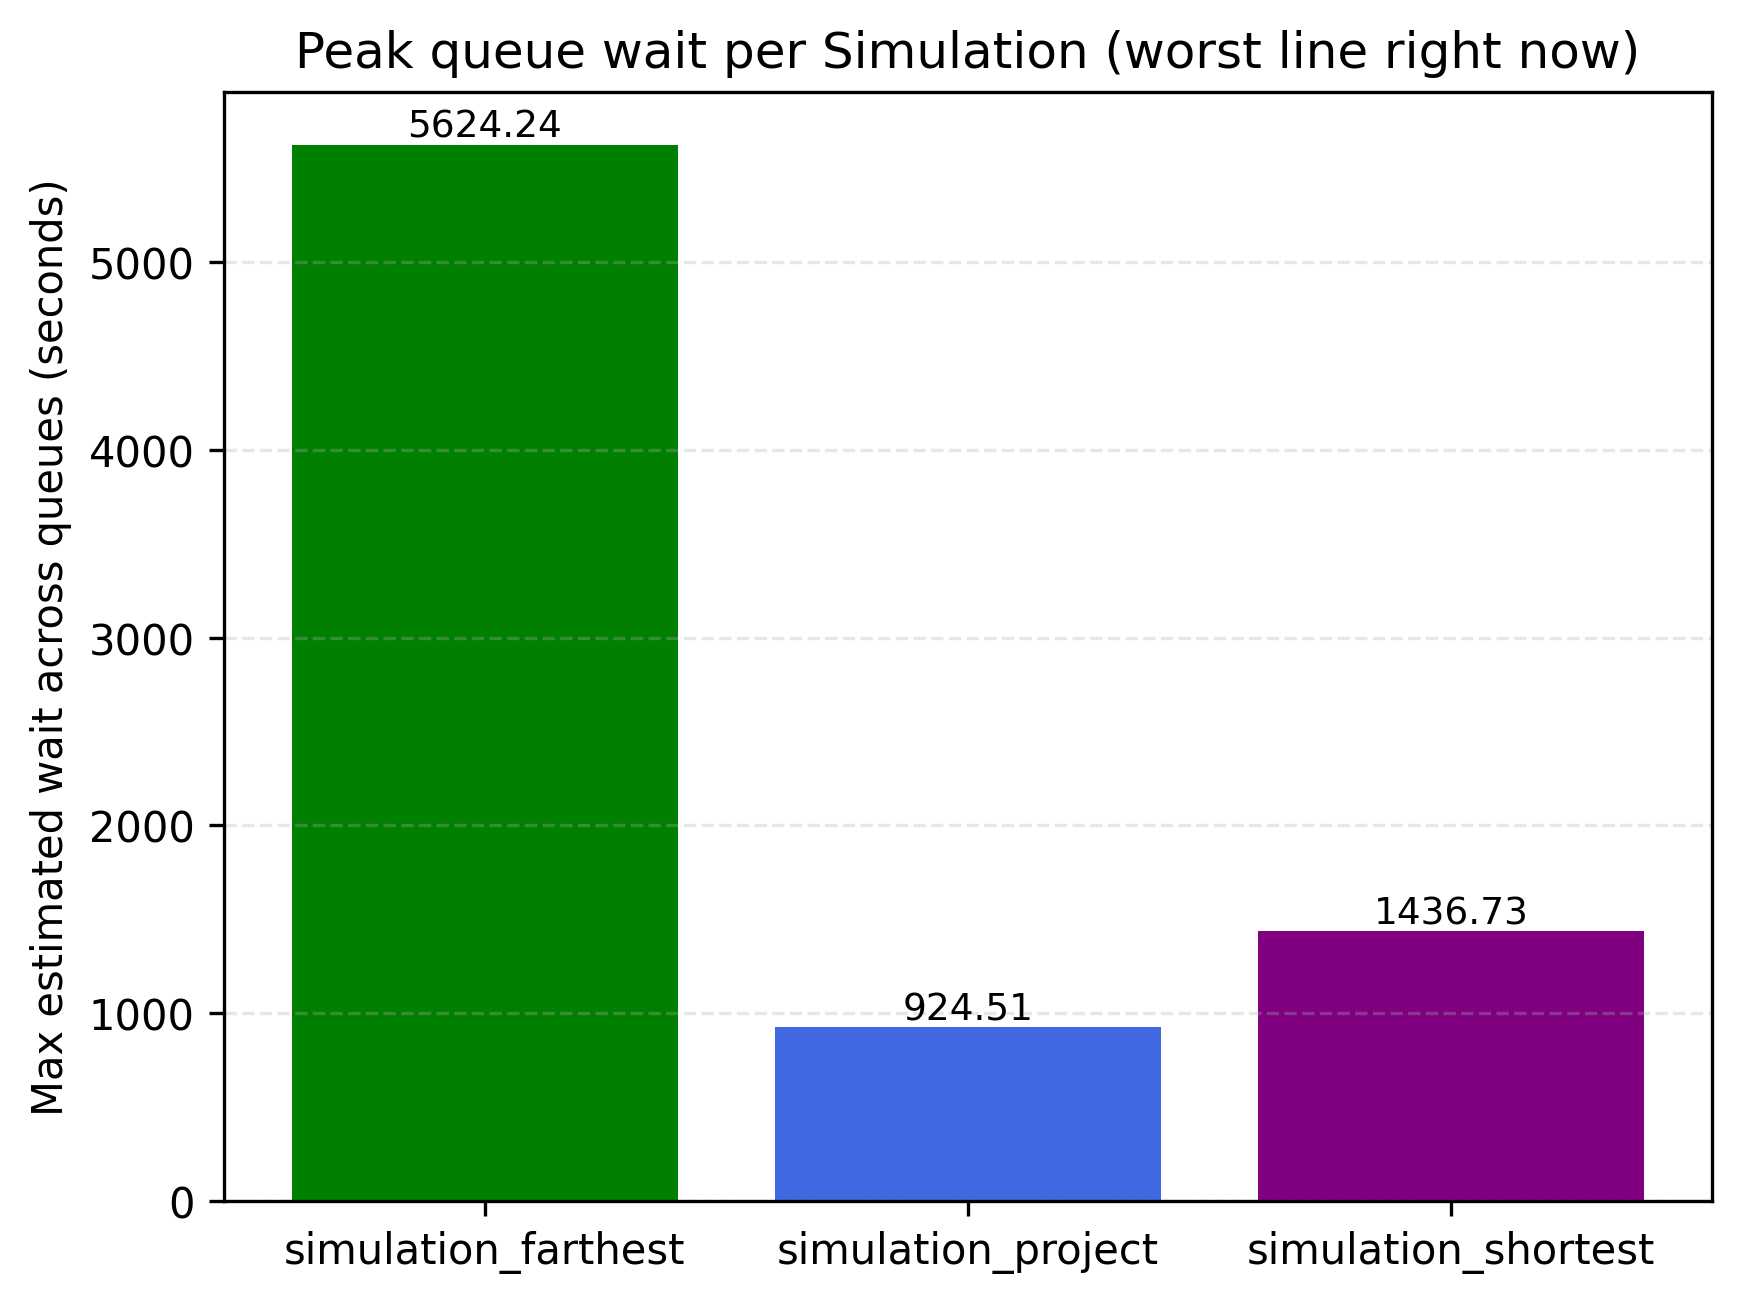 Peak queue wait per Simulation (worst line right now)
Max estimated wait across queues (seconds)
5000
4000
3000
2000
1000
0
5624.24
924.51
1436.73
simulation_farthest
simulation_project
simulation_shortest